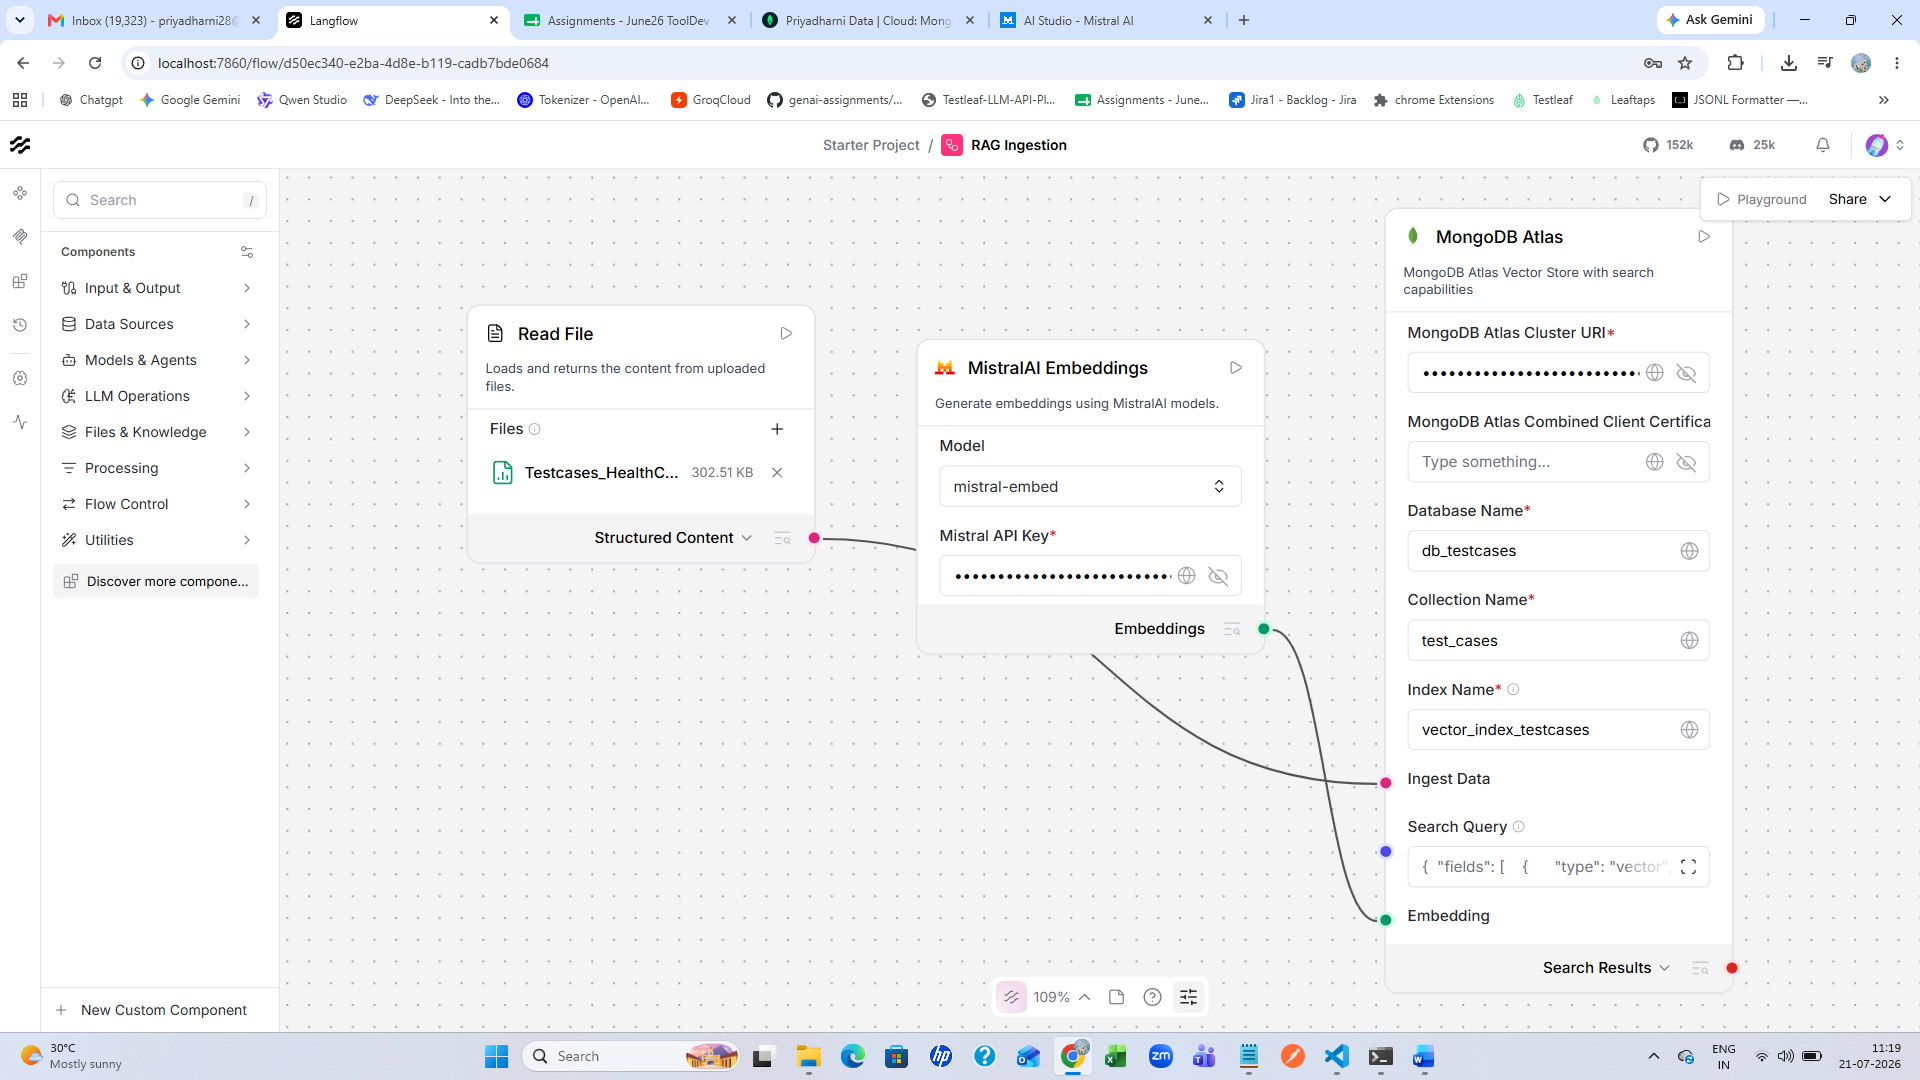 Inbox (19,323) - priyadharni28@
Langflow
Assignments - June26 ToolDev
Priyadharni Data | Cloud: Mong
AI Studio - Mistral AI
Ask Gemini
localhost:7860/flow/d50ec340-e2ba-4d8e-b119-cadb7bde0684
Chatgpt
Google Gemini
Qwen Studio
DeepSeek - Into the...
Tokenizer - OpenAI...
GroqCloud
genai-assignments/...
Testleaf-LLM-API-Pl...
Assignments - June...
Jira1 - Backlog - Jira
chrome Extensions
Testleaf
Leaftaps
JSONL Formatter —...
Starter Project / RAG Ingestion
152k
25k
Search
/
Playground
Share
Components
Input & Output
Data Sources
Models & Agents
LLM Operations
Files & Knowledge
Processing
Flow Control
Utilities
Discover more compone...
New Custom Component
Read File
Loads and returns the content from uploaded
files.
Files
Testcases_HealthC... 302.51 KB
Structured Content
MistralAI Embeddings
Generate embeddings using MistralAI models.
Model
mistral-embed
Mistral API Key*
Embeddings
MongoDB Atlas
MongoDB Atlas Vector Store with search
capabilities
MongoDB Atlas Cluster URI*
MongoDB Atlas Combined Client Certifica
Type something...
Database Name*
db_testcases
Collection Name*
test_cases
Index Name*
vector_index_testcases
Ingest Data
Search Query
{ "fields": [ { "type": "vector",
Embedding
Search Results
109%
30°C
Mostly sunny
Search
ENG
IN
11:19
21-07-2026